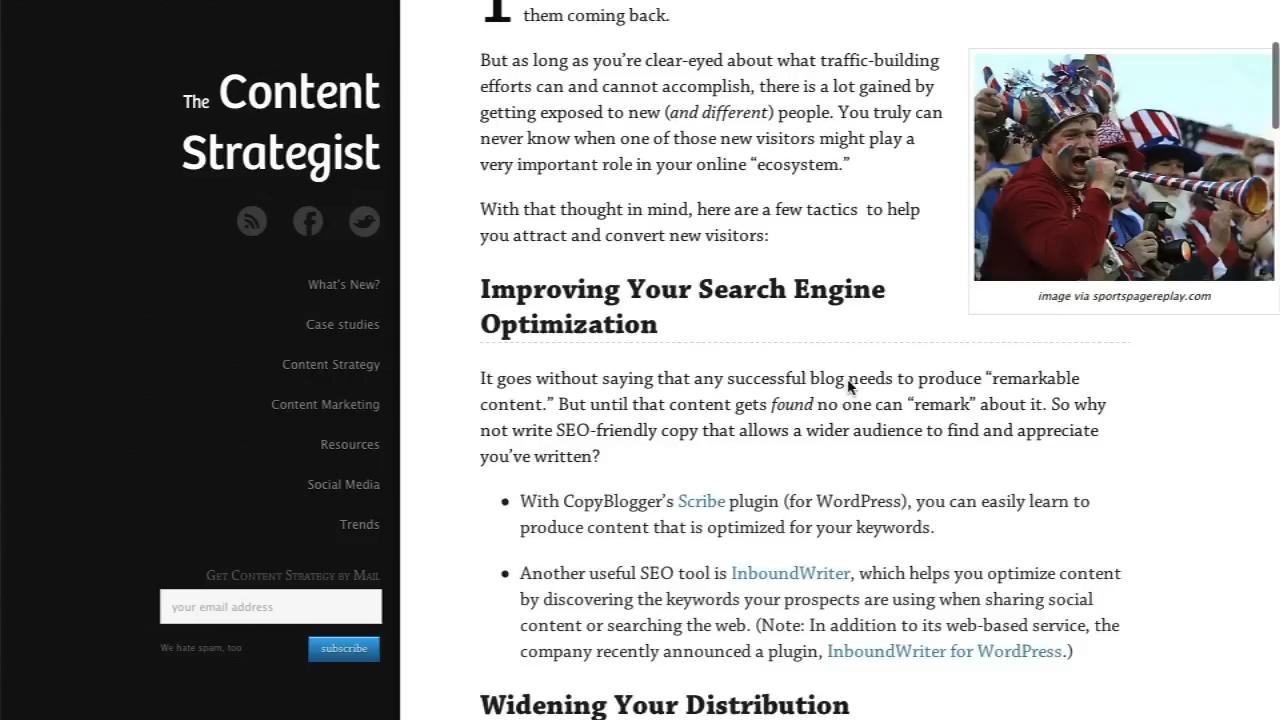 The Content
Strategist
What's New?
Case studies
Content Strategy
Content Marketing
Resources
Social Media
Trends
Get Content Strategy by Mail
your email address
We hate spam, too
subscribe
them coming back.
But as long as you're clear-eyed about what traffic-building
efforts can and cannot accomplish, there is a lot gained by
getting exposed to new (and different) people. You truly can
never know when one of those new visitors might play a
very important role in your online “ecosystem.”
With that thought in mind, here are a few tactics to help
you attract and convert new visitors:
image via sportspagereplay.com
Improving Your Search Engine
Optimization
It goes without saying that any successful blog needs to produce “remarkable
content.” But until that content gets found no one can “remark” about it. So why
not write SEO-friendly copy that allows a wider audience to find and appreciate
you've written?
• With CopyBlogger's Scribe plugin (for WordPress), you can easily learn to
produce content that is optimized for your keywords.
• Another useful SEO tool is InboundWriter, which helps you optimize content
by discovering the keywords your prospects are using when sharing social
content or searching the web. (Note: In addition to its web-based service, the
company recently announced a plugin, InboundWriter for WordPress.)
Widening Your Distribution